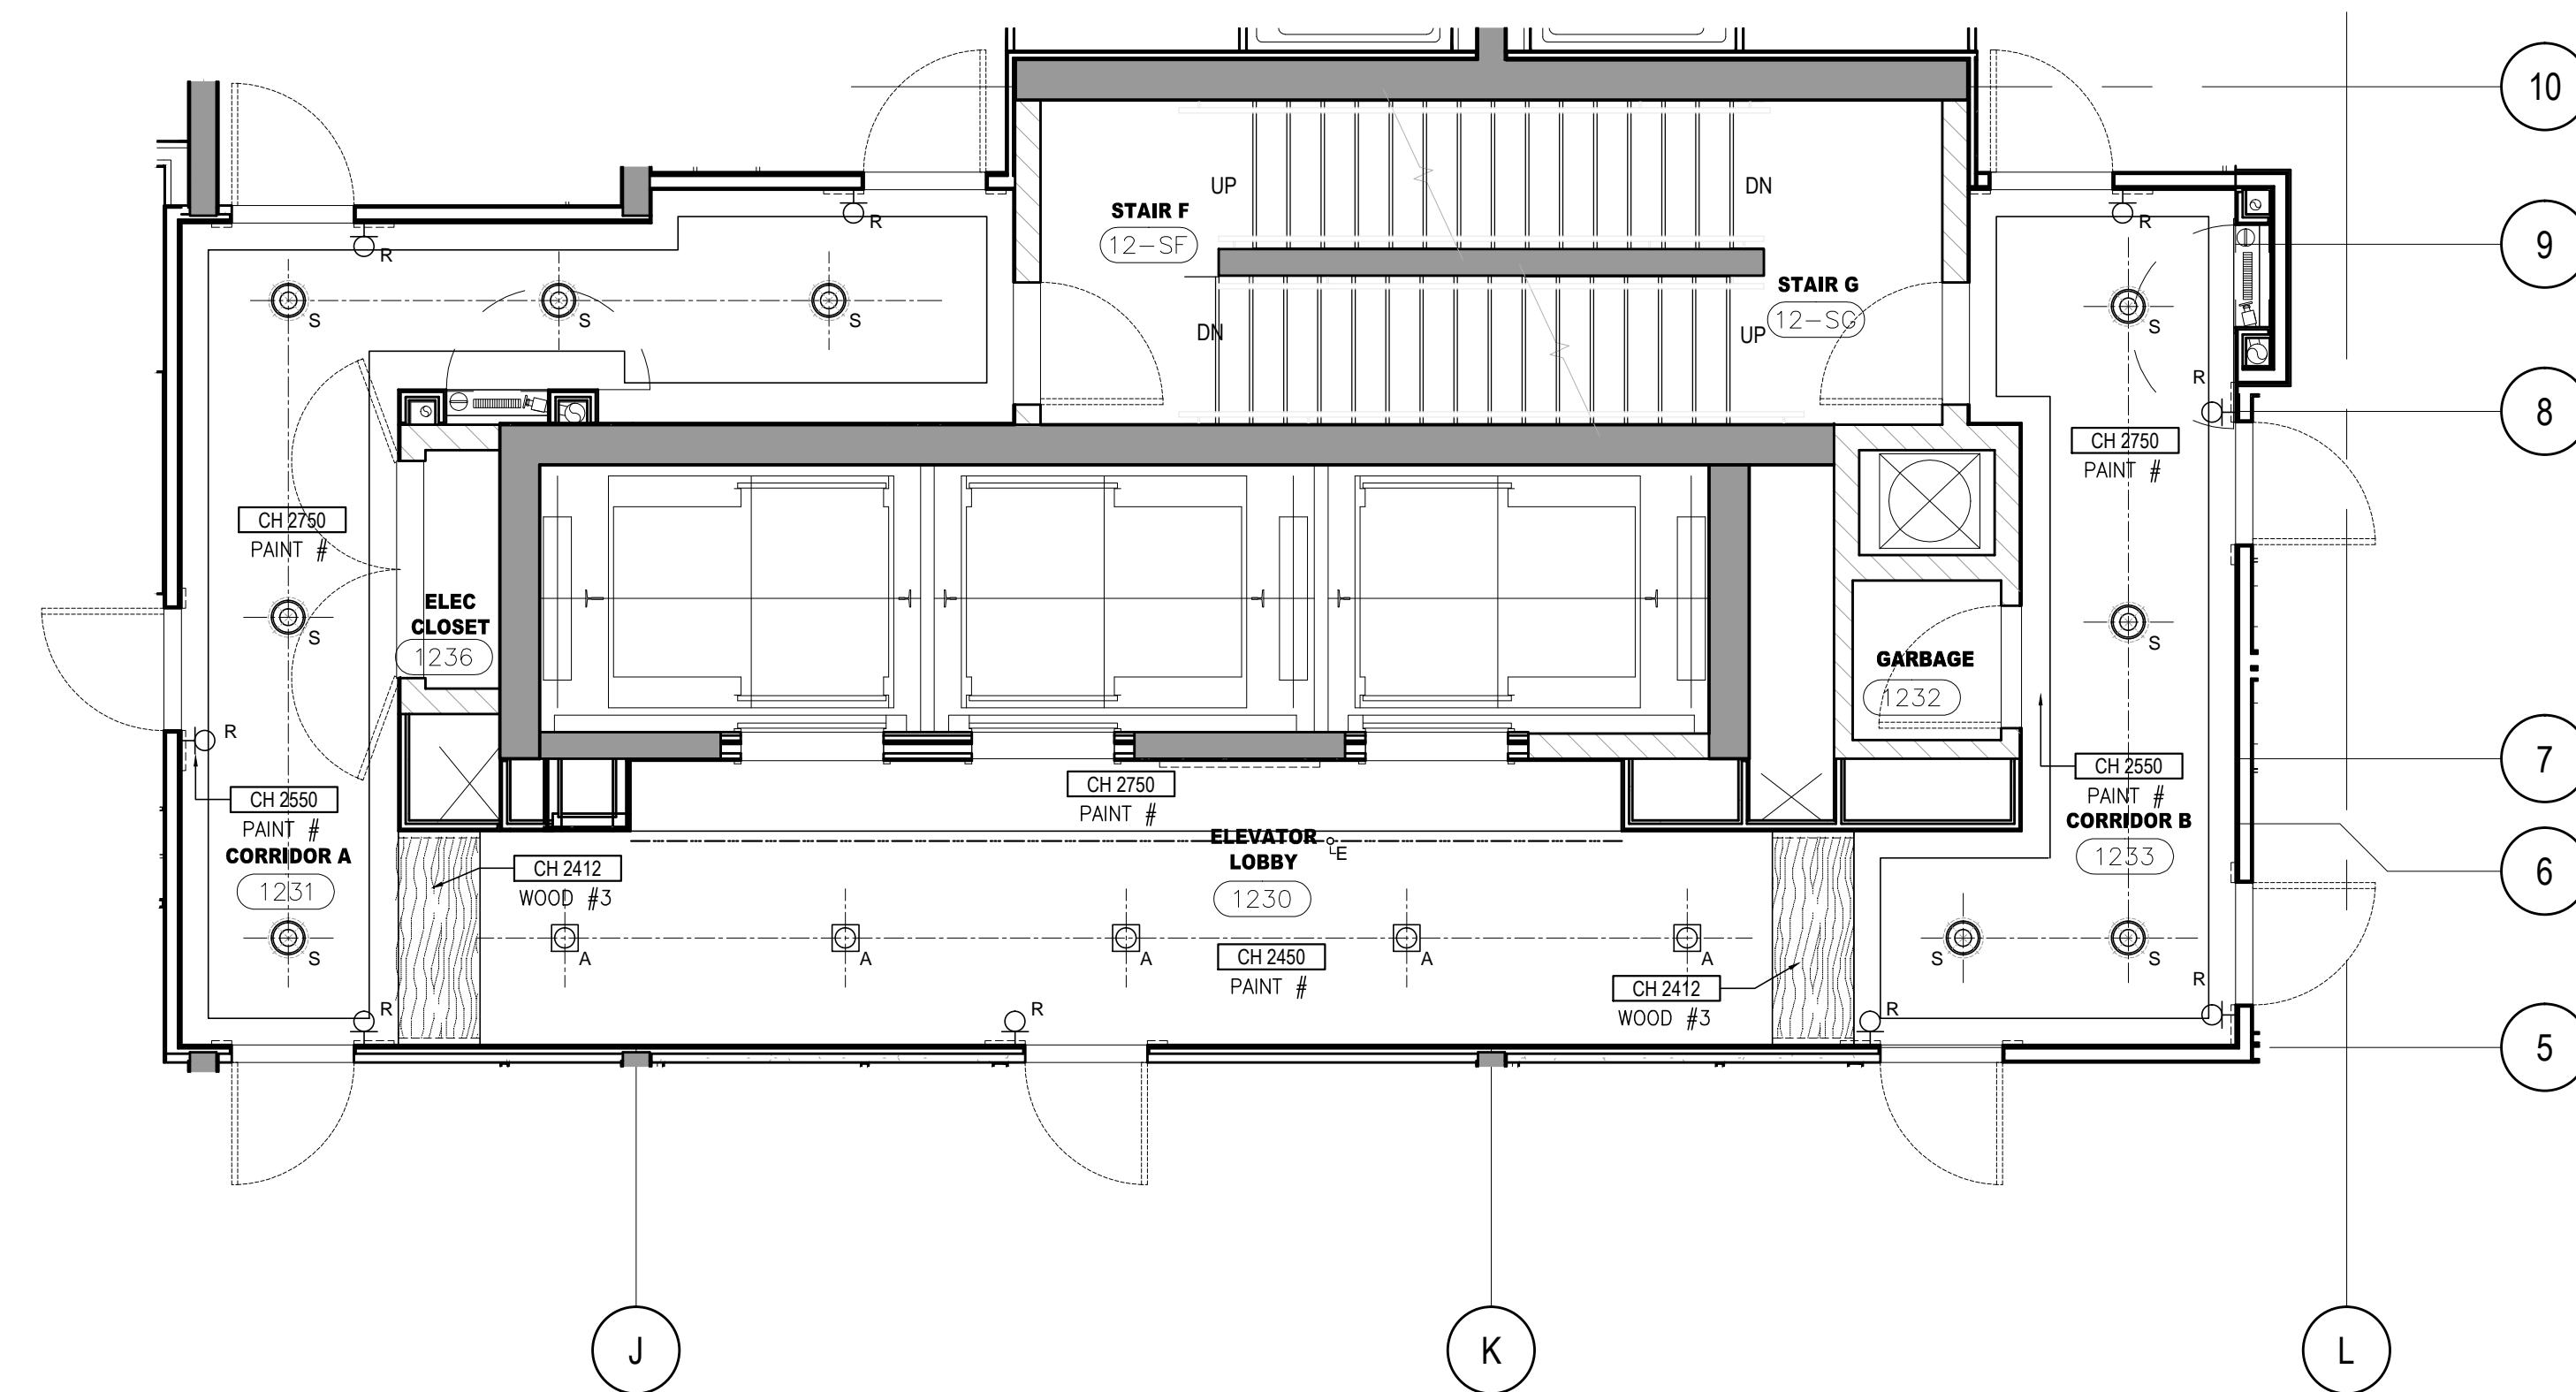 10
UP
DN
STAIR F
12-SF
R
R
R
9
STAIR G
12-SG
DN
UP
S
S
S
S
R
8
CH 2750
PAINT #
CH 2750
PAINT #
ELEC
CLOSET
1236
S
S
GARBAGE
1232
R
7
CH 2550
PAINT #
CORRIDOR A
1231
CH 2750
PAINT #
CH 2550
PAINT #
CORRIDOR B
1233
ELEVATOR
LOBBY
1230
E
6
CH 2412
WOOD #3
S
A
A
A
A
A
S
S
CH 2450
PAINT #
CH 2412
WOOD #3
R
R
R
R
5
J
K
L